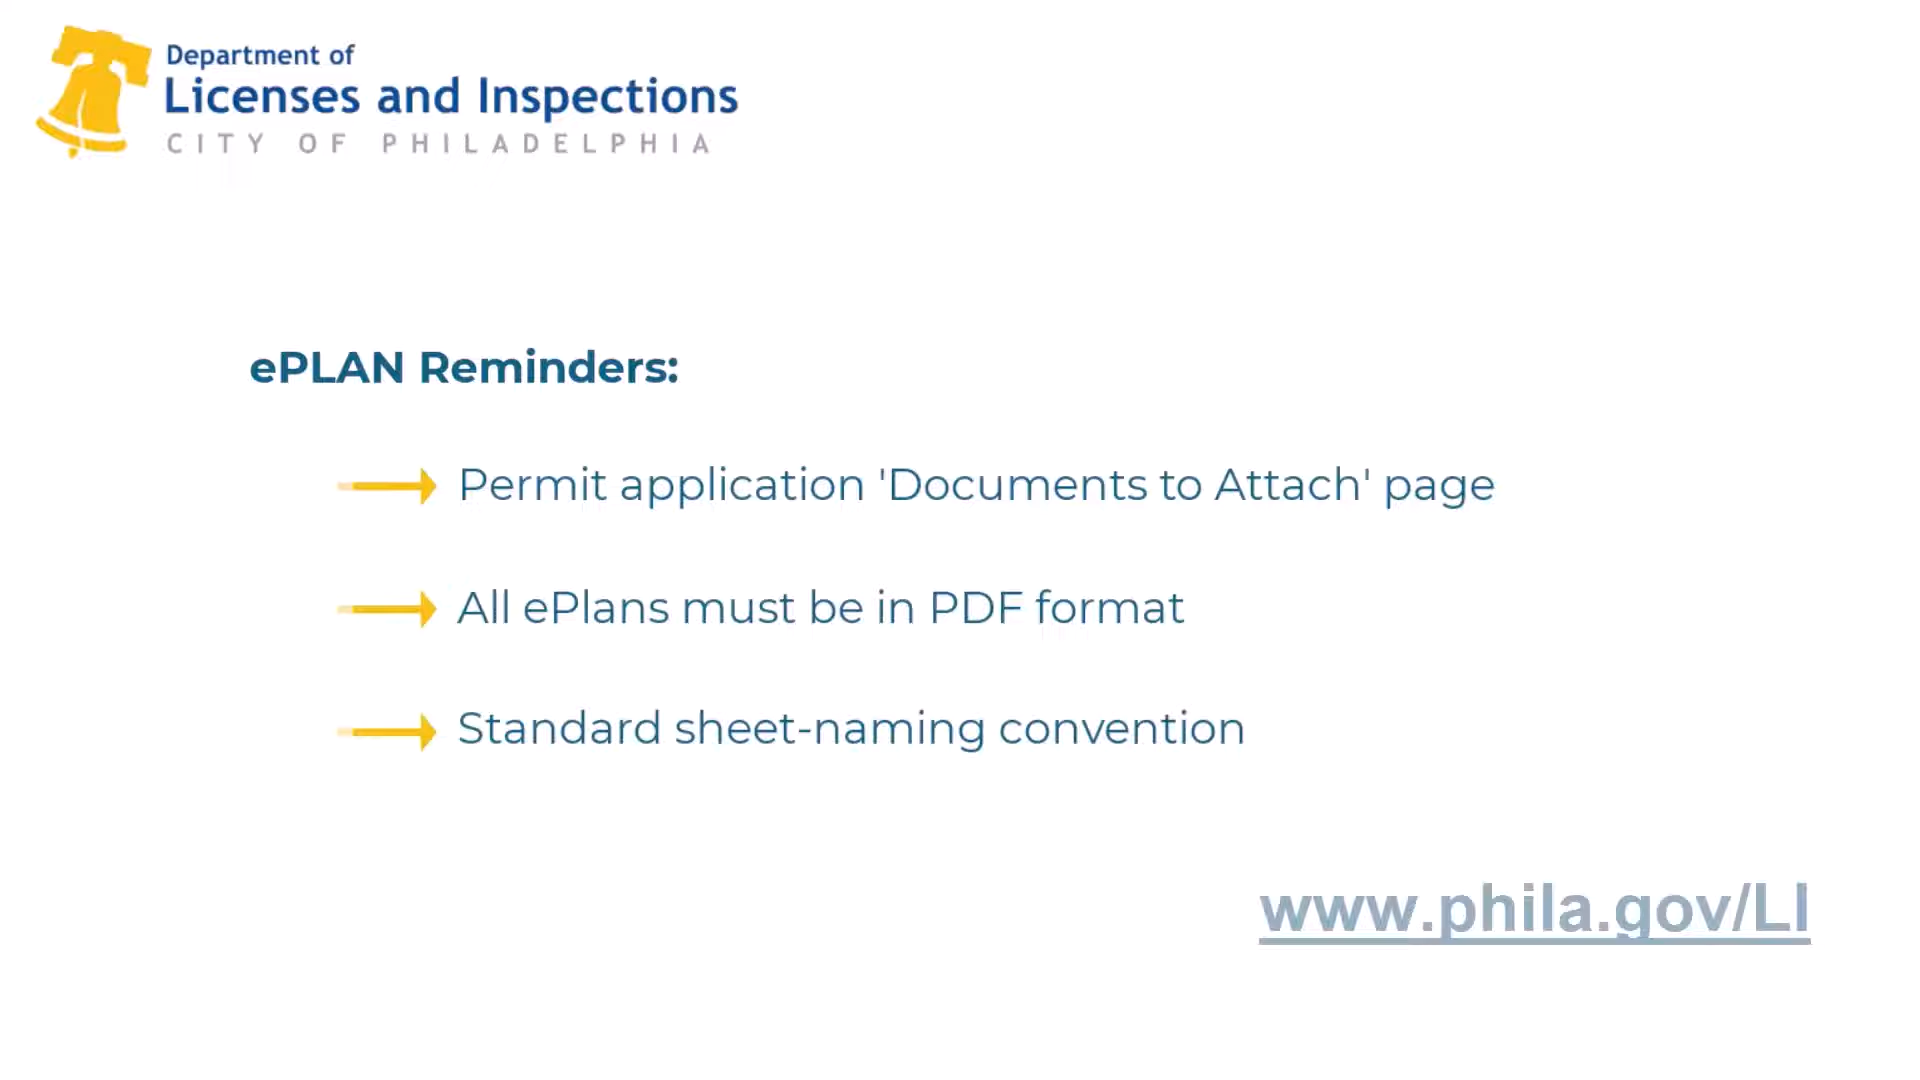 Department of
Licenses and Inspections
CITY OF PHILADELPHIA
ePLAN Reminders:
Permit application 'Documents to Attach' page
All ePlans must be in PDF format
Standard sheet-naming convention
www.phila.gov/LI